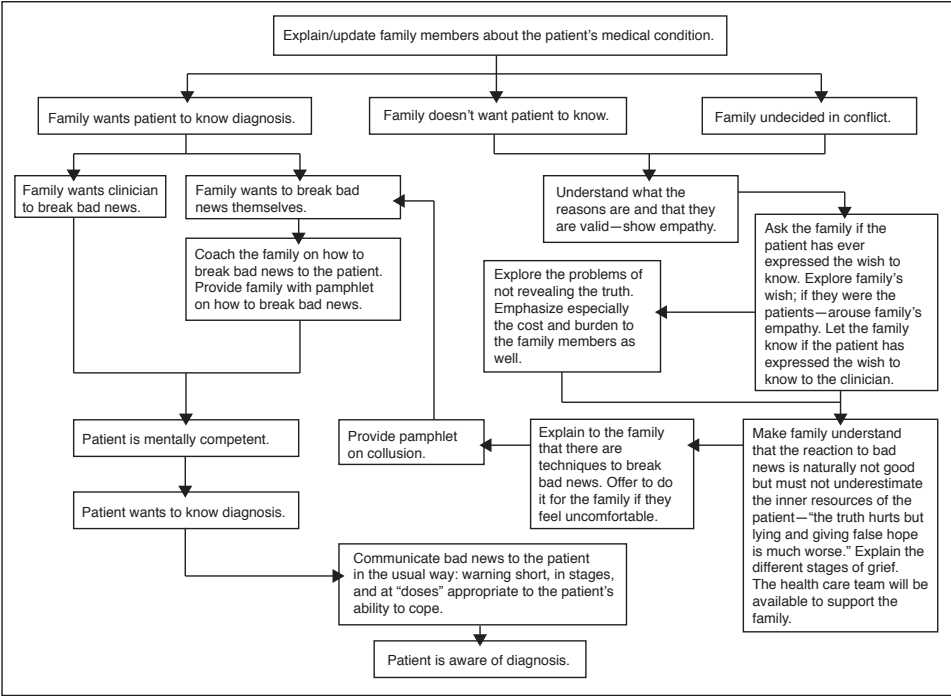 Explain/update family members about the patient’s medical condition.
Family wants patient to know diagnosis.
Family doesn’t want patient to know.
Family undecided in conflict.
Family wants clinician
to break bad news.
Family wants to break bad
news themselves.
Understand what the
reasons are and that they
are valid—show empathy.
Coach the family on how to
break bad news to the patient.
Provide family with pamphlet
on how to break bad news.
Ask the family if the
patient has ever
expressed the wish to
know. Explore family’s
wish; if they were the
patients—arouse family’s
empathy. Let the family
know if the patient has
expressed the wish to
know to the clinician.
Explore the problems of
not revealing the truth.
Emphasize especially
the cost and burden to
the family members as
well.
Patient is mentally competent.
Provide pamphlet
on collusion.
Explain to the family
that there are
techniques to break
bad news. Offer to do
it for the family if they
feel uncomfortable.
Make family understand
that the reaction to bad
news is naturally not good
but must not underestimate
the inner resources of the
patient—“the truth hurts but
lying and giving false hope
is much worse.” Explain the
different stages of grief.
The health care team will be
available to support the
family.
Patient wants to know diagnosis.
Communicate bad news to the patient
in the usual way: warning short, in stages,
and at “doses” appropriate to the patient’s
ability to cope.
Patient is aware of diagnosis.